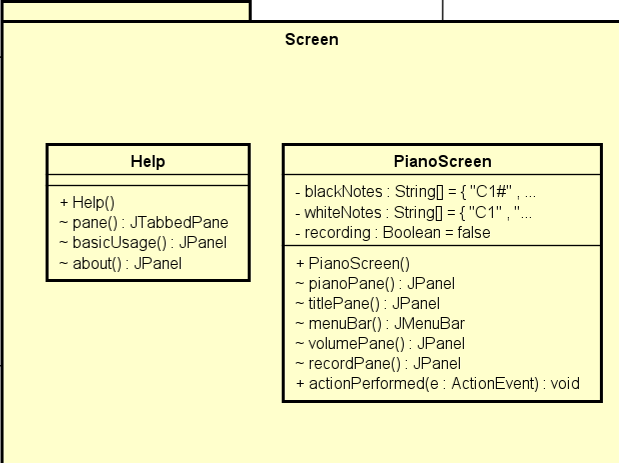 Screen
Help
+ Help()
~ pane() : JTabbedPane
~ basicUsage() : JPanel
~ about() : JPanel
PianoScreen
- blackNotes : String[] = { "C1#" , ...
- whiteNotes : String[] = { "C1" , "...
- recording : Boolean = false
+ PianoScreen()
~ pianoPane() : JPanel
~ titlePane() : JPanel
~ menuBar() : JMenuBar
~ volumePane() : JPanel
~ recordPane() : JPanel
+ actionPerformed(e : ActionEvent) : void